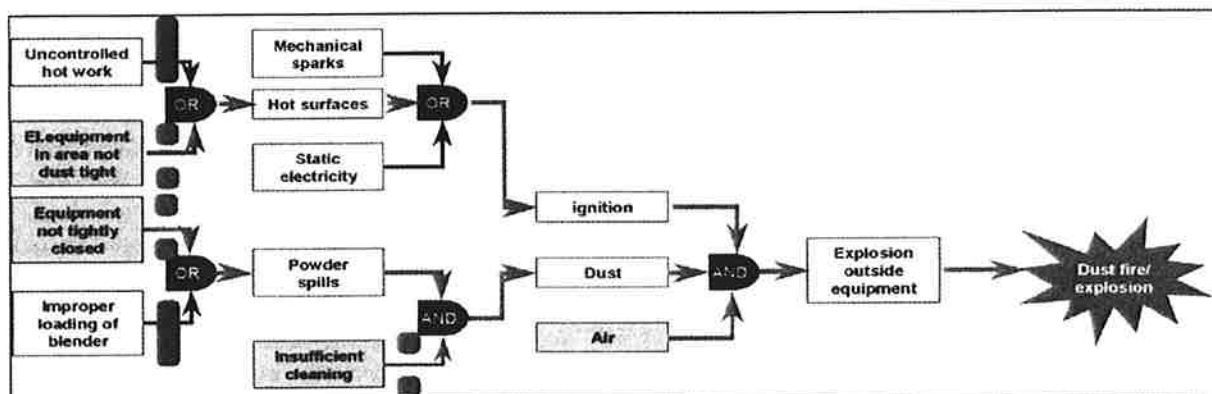 Uncontrolled
hot work
Mechanical
sparks
OR
Hot surfaces
OR
El.equipment
in area not
dust tight
Static
electricity
Equipment
not tightly
closed
ignition
OR
Powder
spills
Dust
AND
Explosion
outside
equipment
Dust fire/
explosion
Improper
loading of
blender
AND
Air
Insufficient
cleaning